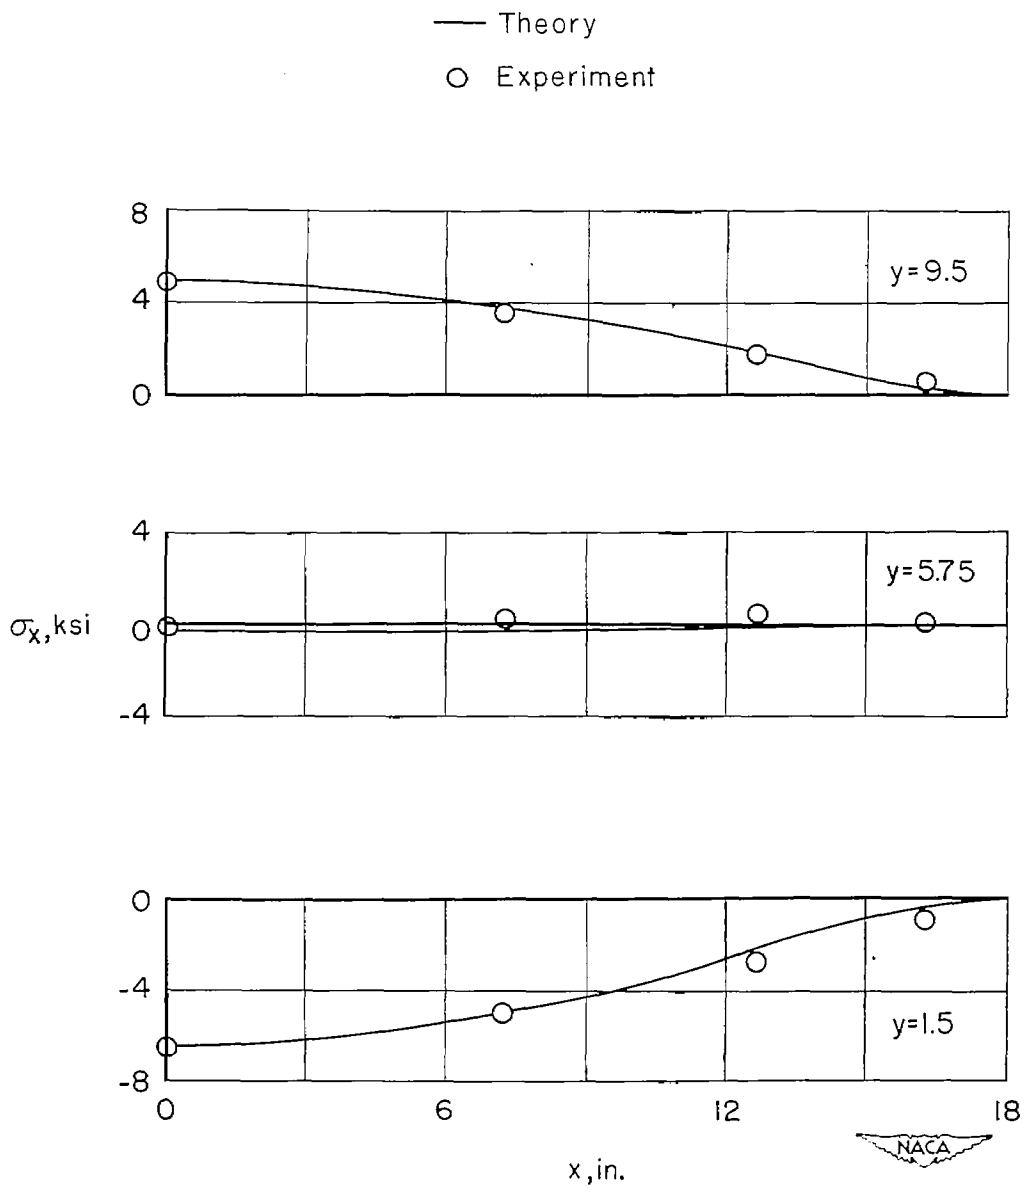 Theory
Experiment
8
4
0
y=9.5
4
0
-4
y=5.75
σx,ksi
0
-4
-8
y=1.5
0
6
12
18
x,in.
NACA